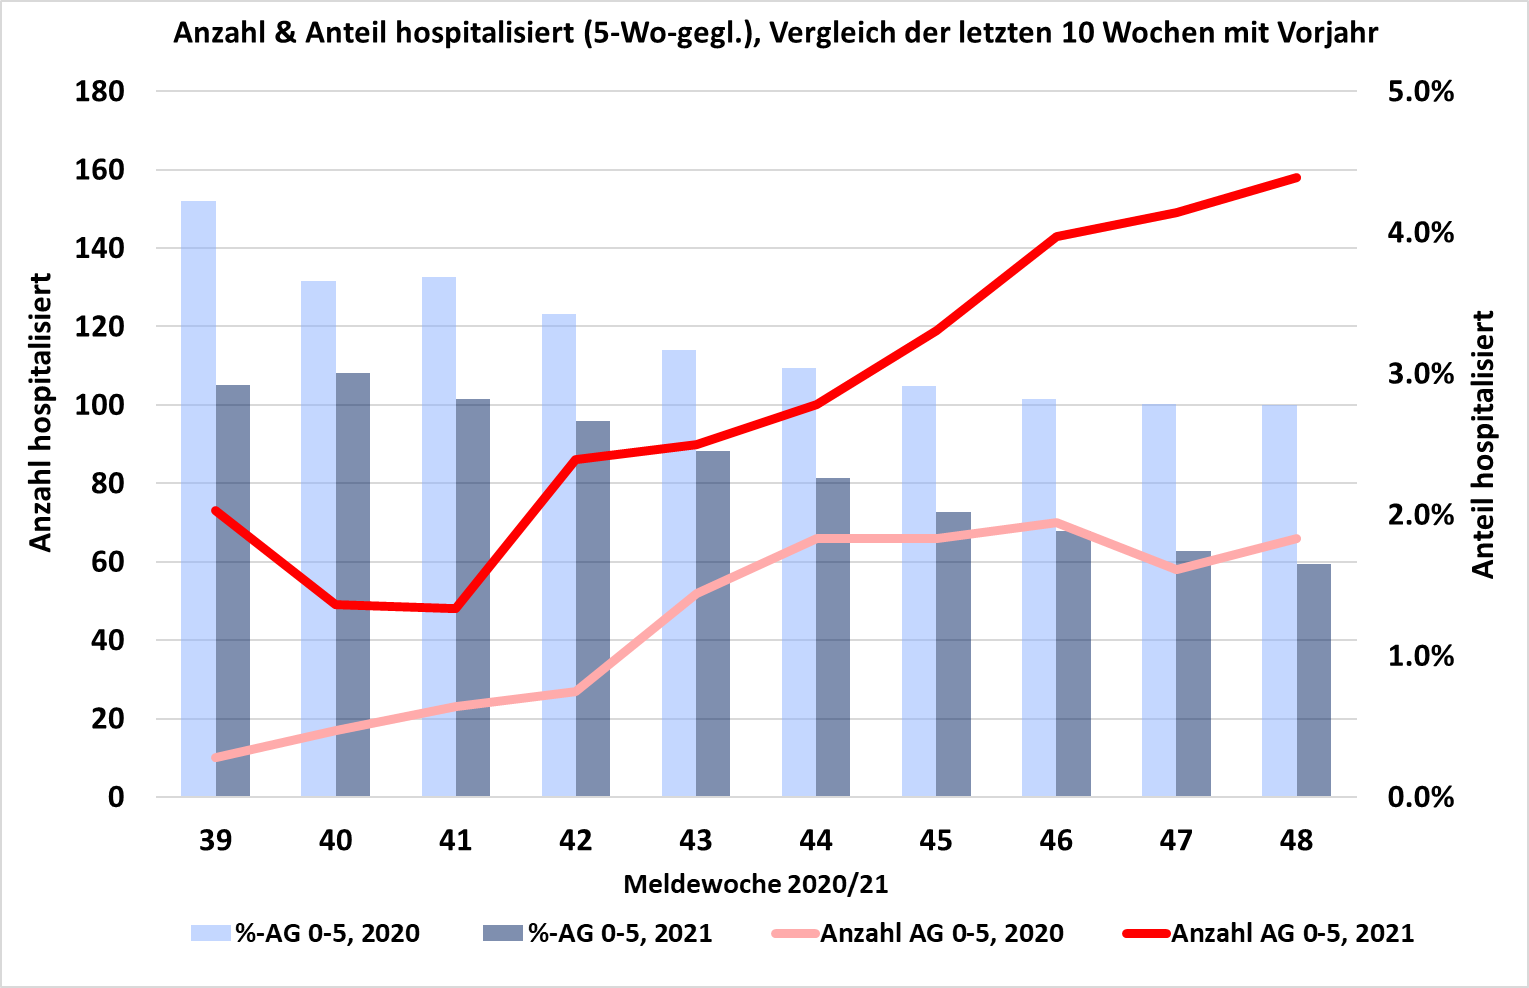 Anzahl & Anteil hospitalisiert (5-Wo-gegl.), Vergleich der letzten 10 Wochen mit Vorjahr
180
160
140
120
100
80
60
40
20
0
Anzahl hospitalisiert
5.0%
4.0%
3.0%
2.0%
1.0%
0.0%
Anteil hospitalisiert
39 40 41 42 43 44 45 46 47 48
Meldewoche 2020/21
%-AG 0-5, 2020 %-AG 0-5, 2021 Anzahl AG 0-5, 2020 Anzahl AG 0-5, 2021